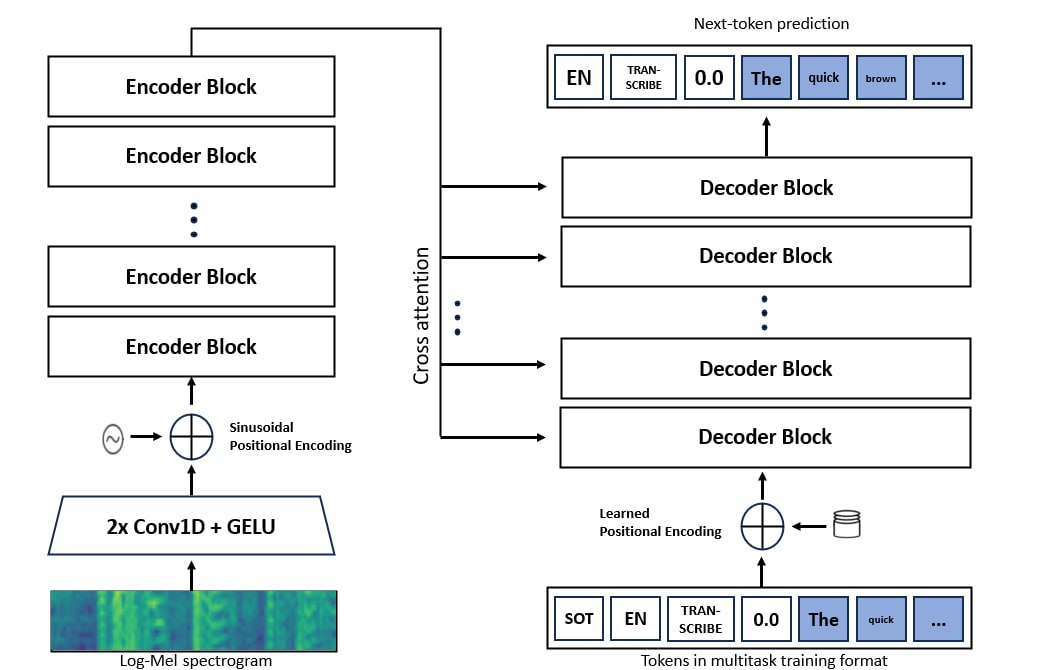 Next-token prediction
EN TRAN-
SCRIBE 0.0 The quick brown ...
Encoder Block
Encoder Block
Encoder Block
Encoder Block
Sinusoidal
Positional Encoding
2x Conv1D + GELU
Log-Mel spectrogram
Cross attention
Decoder Block
Decoder Block
Decoder Block
Decoder Block
Learned
Positional Encoding
SOT EN TRAN-
SCRIBE 0.0 The quick ...
Tokens in multitask training format